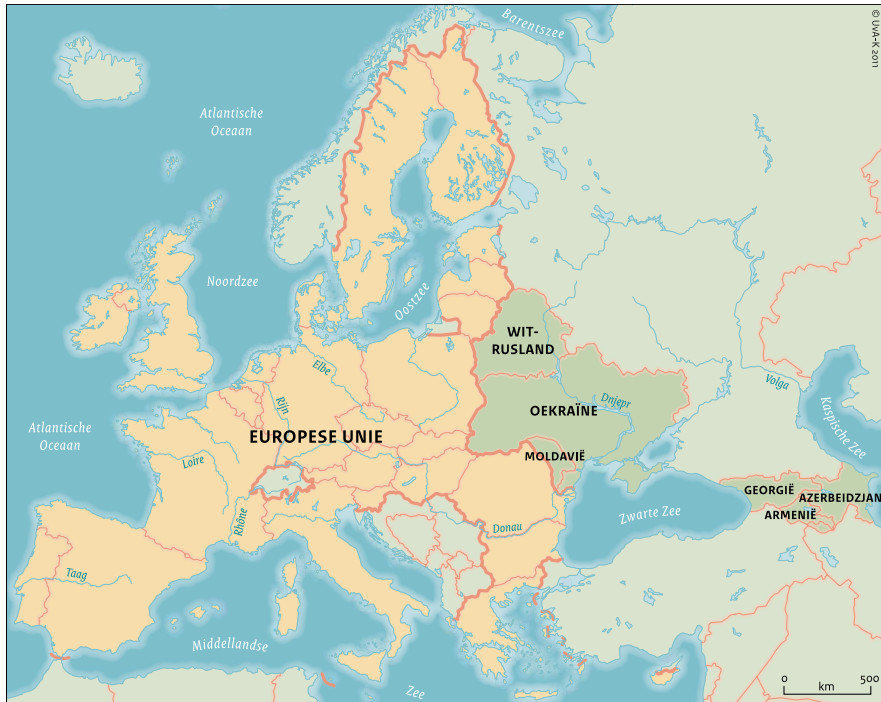 Barentszee
© UvA-K 2011
Atlantische
Oceaan
Noordzee
Oostzee
WIT-
RUSLAND
Elbe
Rijn
Dnjepr
Volga
OEKRAÏNE
Kaspische Zee
Atlantische
Oceaan
EUROPESE UNIE
MOLDAVIË
Loire
GEORGIË
AZERBEIDZJAN
ARMENIË
Rhône
Donau
Zwarte Zee
Taag
Middellandse
Zee
0 500
km